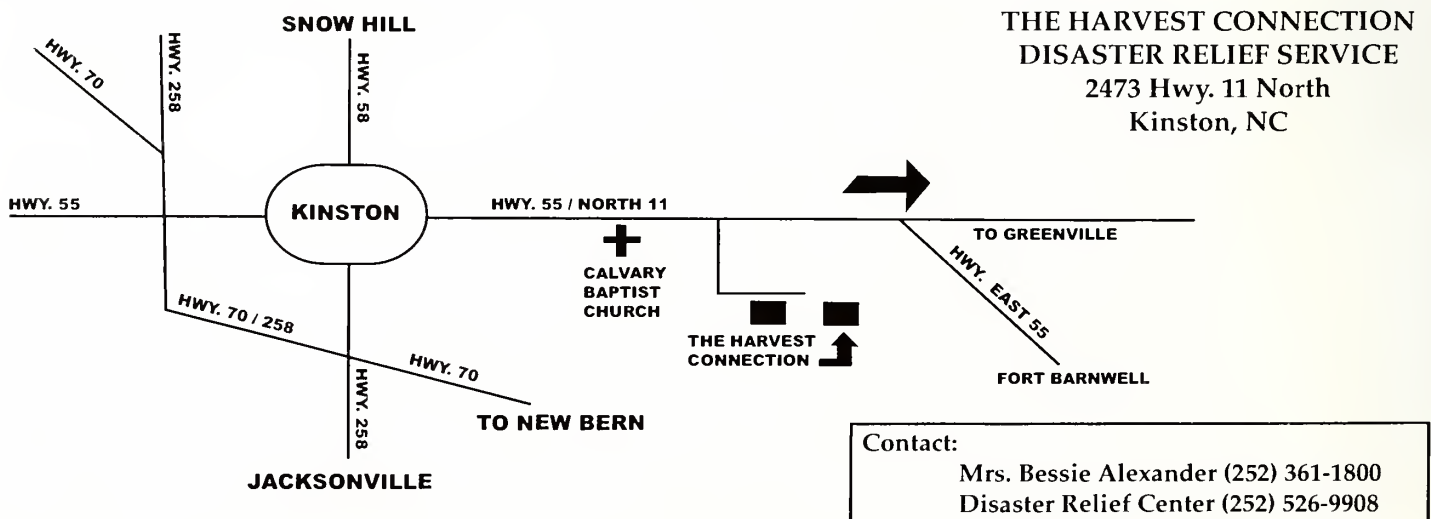 THE HARVEST CONNECTION
DISASTER RELIEF SERVICE
2473 Hwy. 11 North
Kinston, NC
SNOW HILL
HWY. 70
HWY. 258
HWY. 58
HWY. 55
KINSTON
HWY. 55 / NORTH 11
TO GREENVILLE
CALVARY
BAPTIST
CHURCH
HWY. EAST 55
HWY. 70 / 258
THE HARVEST
CONNECTION
HWY. 70
FORT BARNWELL
HWY. 258
TO NEW BERN
JACKSONVILLE
Contact:
Mrs. Bessie Alexander (252) 361-1800
Disaster Relief Center (252) 526-9908